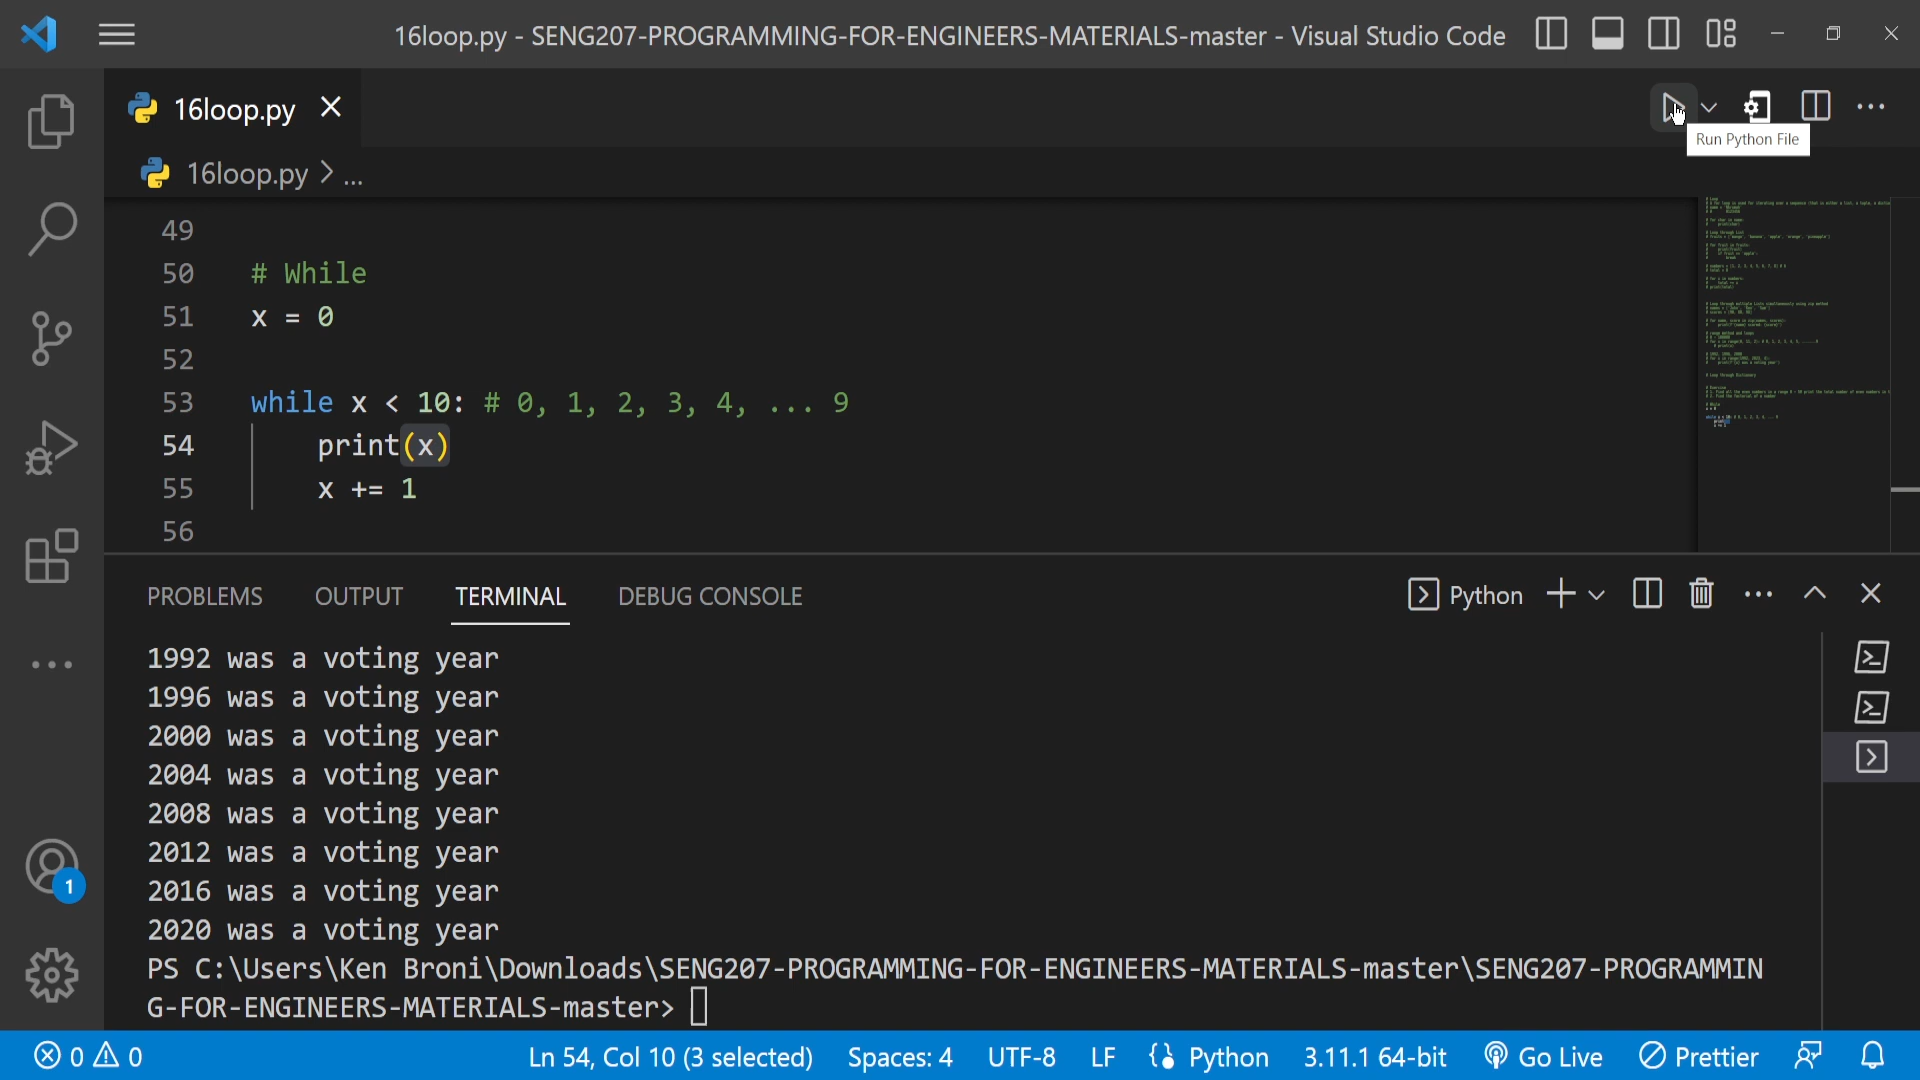 16loop.py - SENG207-PROGRAMMING-FOR-ENGINEERS-MATERIALS-master - Visual Studio Code
16loop.py
Run Python File
16loop.py > ...
49
50 # While
51 x = 0
52
53 while x < 10: # 0, 1, 2, 3, 4, ... 9
54 print(x)
55 x += 1
56
PROBLEMS OUTPUT TERMINAL DEBUG CONSOLE Python
1992 was a voting year
1996 was a voting year
2000 was a voting year
2004 was a voting year
2008 was a voting year
2012 was a voting year
2016 was a voting year
2020 was a voting year
PS C:\Users\Ken Broni\Downloads\SENG207-PROGRAMMING-FOR-ENGINEERS-MATERIALS-master\SENG207-PROGRAMMIN
G-FOR-ENGINEERS-MATERIALS-master>
1
0 0 Ln 54, Col 10 (3 selected) Spaces: 4 UTF-8 LF Python 3.11.1 64-bit Go Live Prettier